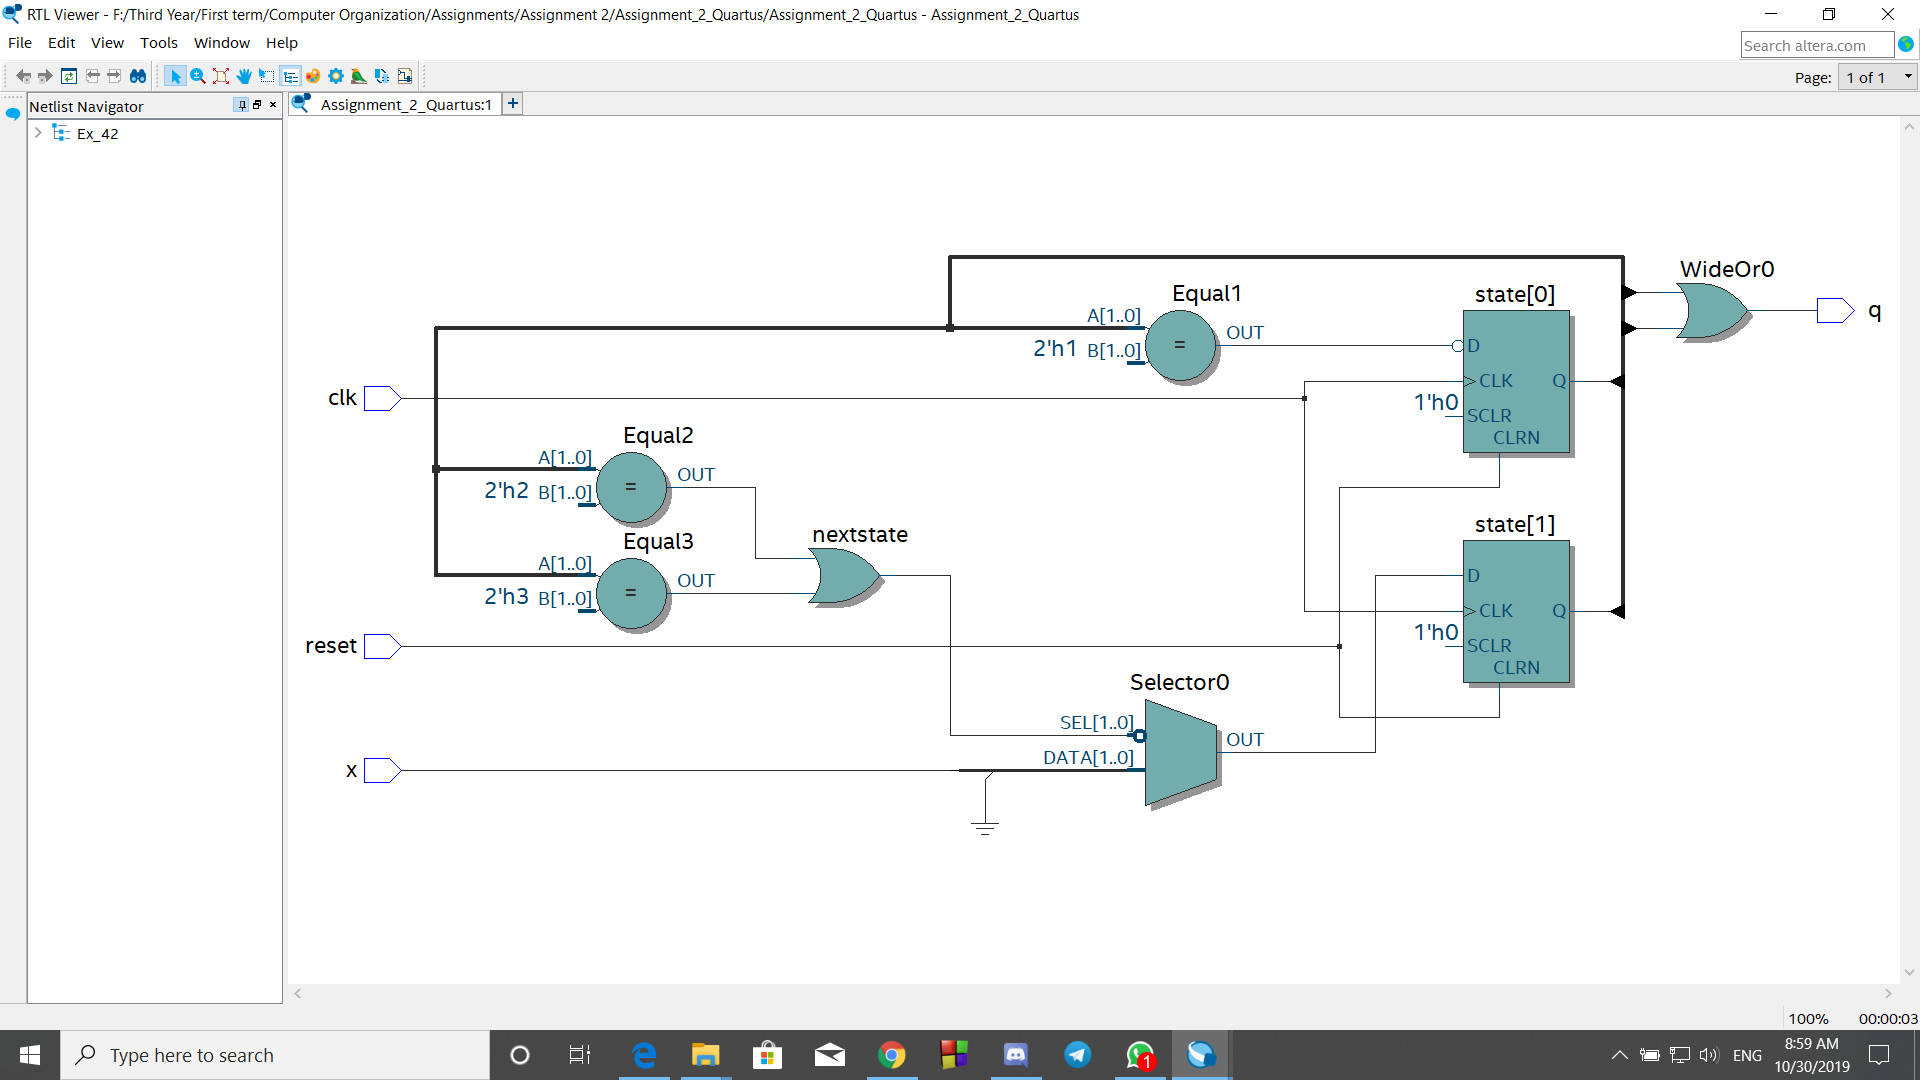 RTL Viewer - F:/Third Year/First term/Computer Organization/Assignments/Assignment 2/Assignment_2_Quartus/Assignment_2_Quartus - Assignment_2_Quartus
File Edit View Tools Window Help
Search altera.com
Page: 1 of 1
Netlist Navigator
Assignment_2_Quartus:1
+
Ex_42
WideOr0
q
Equal1
A[1..0]
2'h1 B[1..0]
=
OUT
state[0]
D
CLK Q
1'h0 SCLR
CLRN
clk
Equal2
A[1..0]
2'h2 B[1..0]
=
OUT
Equal3
A[1..0]
2'h3 B[1..0]
=
OUT
nextstate
state[1]
D
CLK Q
1'h0 SCLR
CLRN
reset
Selector0
SEL[1..0]
DATA[1..0]
OUT
x
100% 00:00:03
Type here to search
1
ENG
8:59 AM
10/30/2019